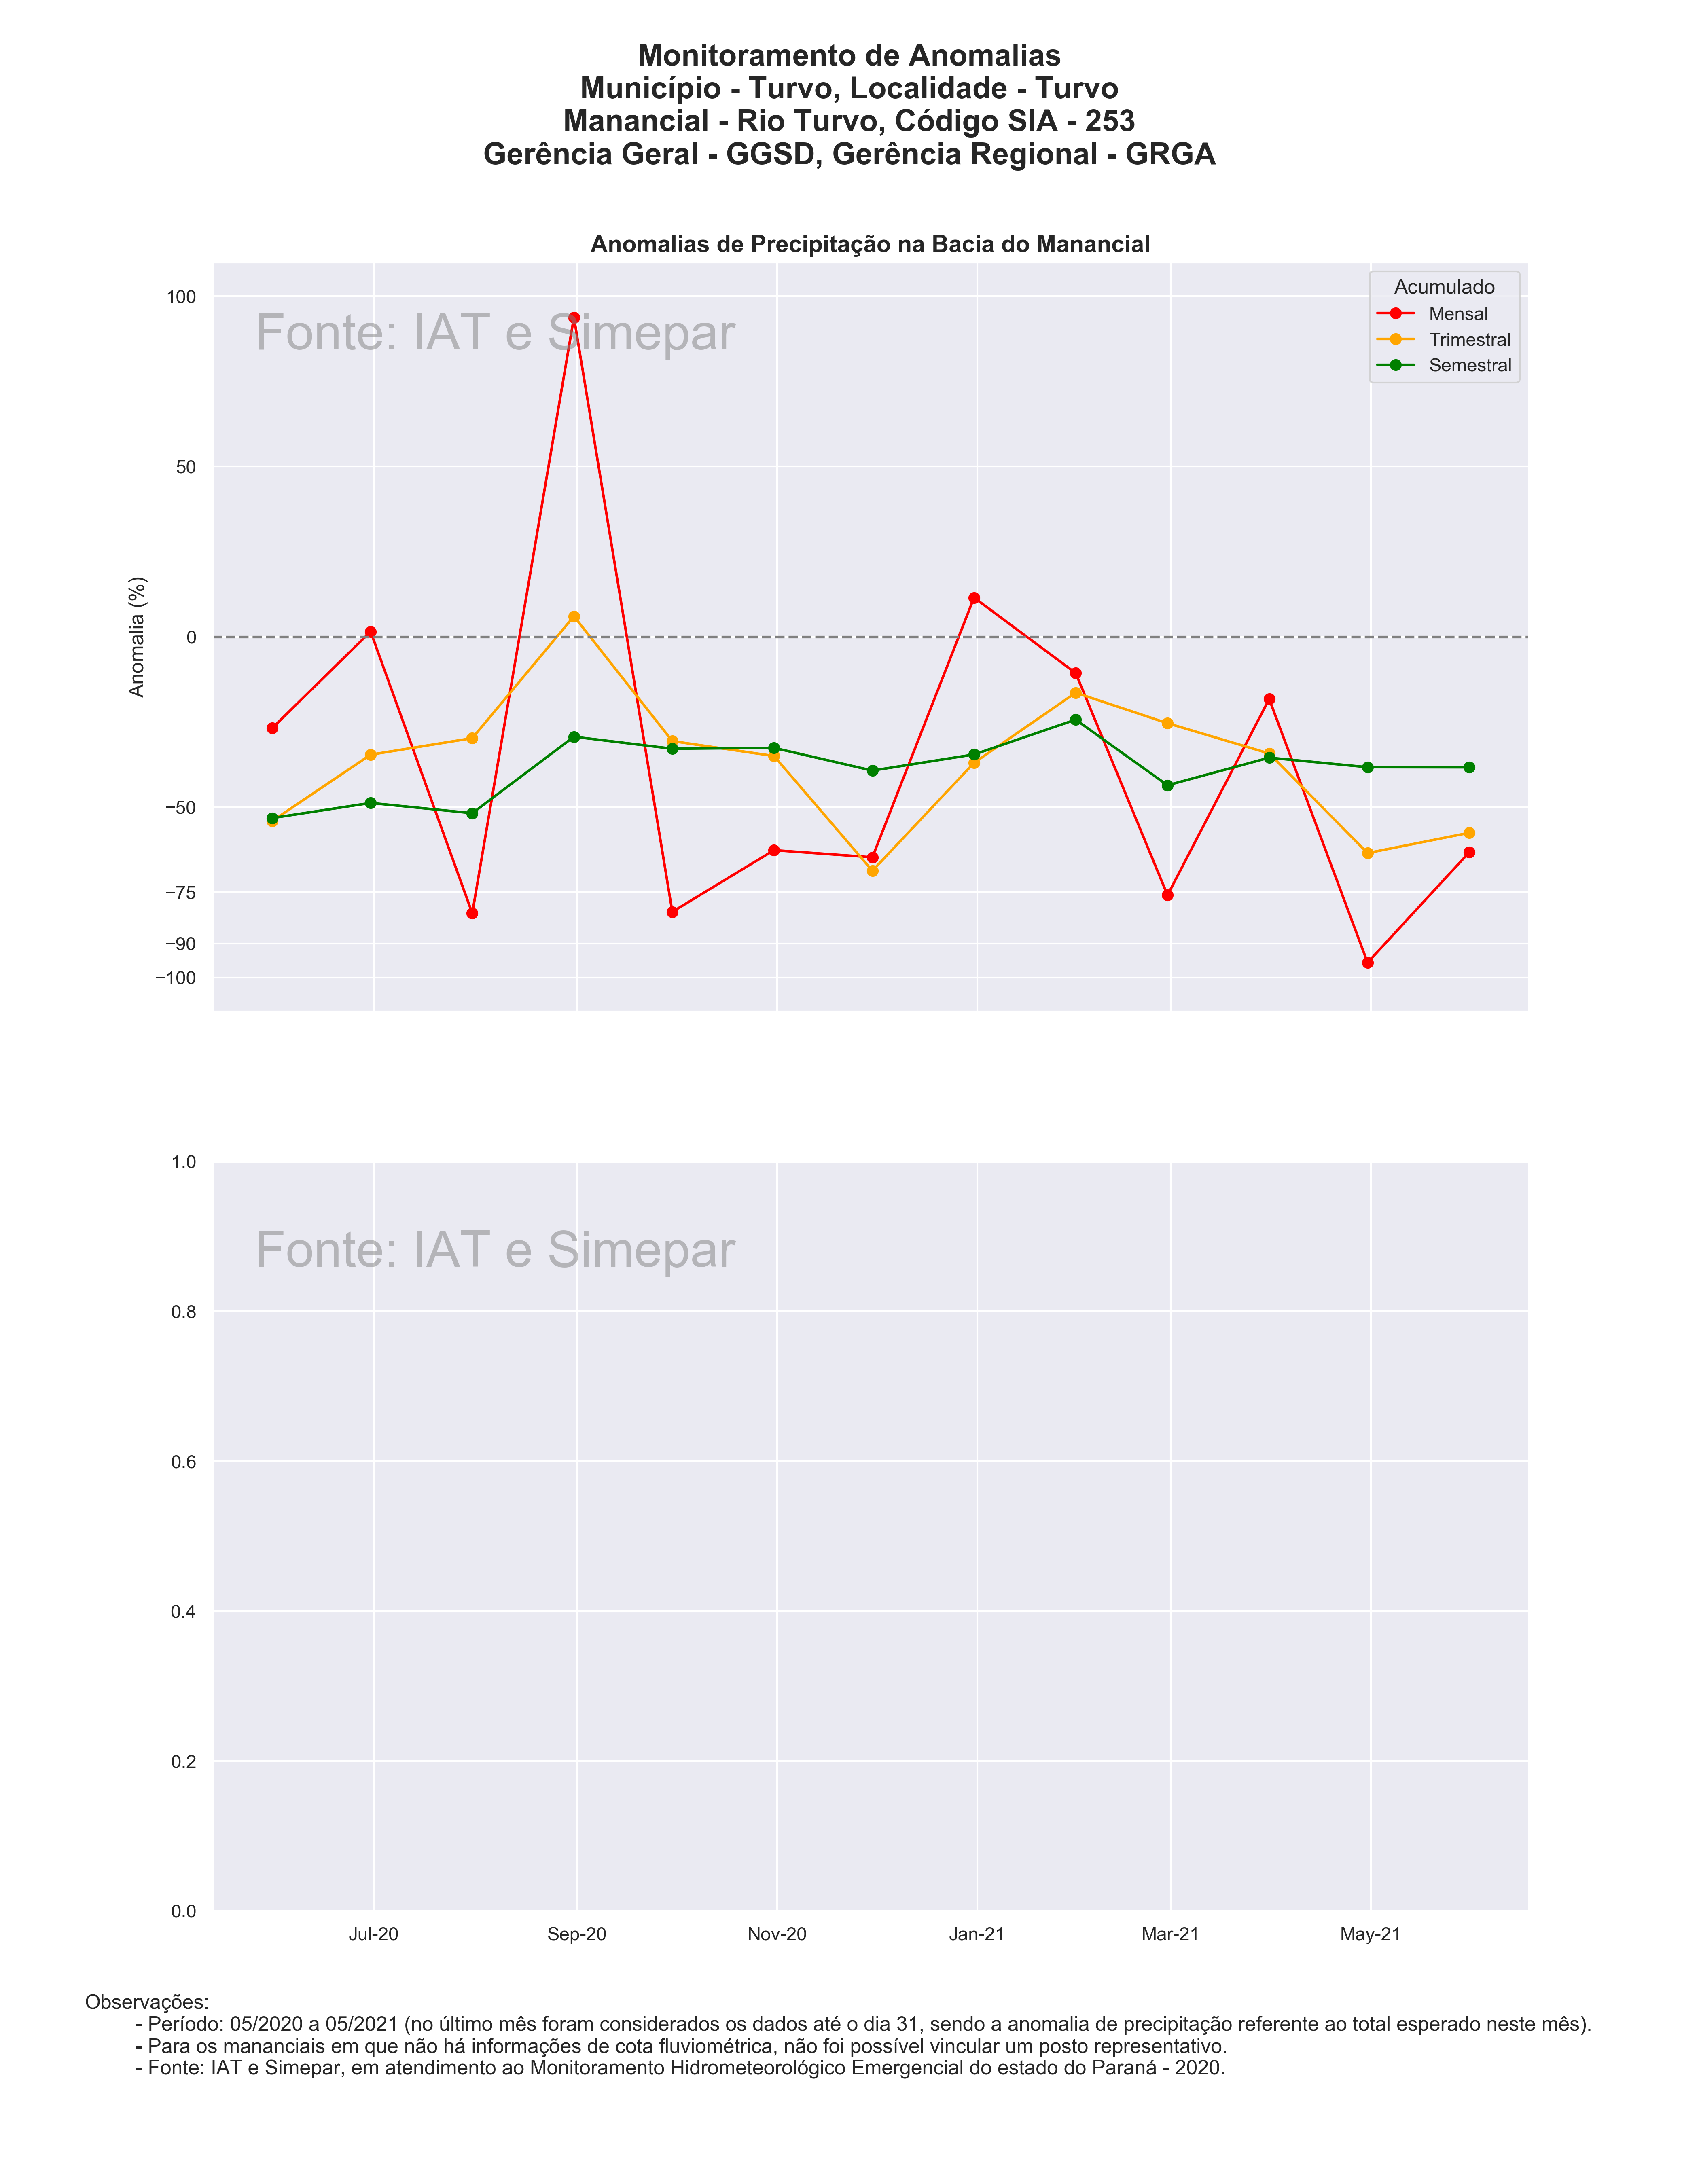 Monitoramento de Anomalias
Município - Turvo, Localidade - Turvo
Manancial - Rio Turvo, Código SIA - 253
Gerência Geral - GGSD, Gerência Regional - GRGA
Anomalias de Precipitação na Bacia do Manancial
Fonte: IAT e Simepar
Acumulado
Mensal
Trimestral
Semestral
Anomalia (%)
100
50
0
−50
−75
−90
−100
Fonte: IAT e Simepar
1.0
0.8
0.6
0.4
0.2
0.0
Jul-20 Sep-20 Nov-20 Jan-21 Mar-21 May-21
Observações:
- Período: 05/2020 a 05/2021 (no último mês foram considerados os dados até o dia 31, sendo a anomalia de precipitação referente ao total esperado neste mês).
- Para os mananciais em que não há informações de cota fluviométrica, não foi possível vincular um posto representativo.
- Fonte: IAT e Simepar, em atendimento ao Monitoramento Hidrometeorológico Emergencial do estado do Paraná - 2020.